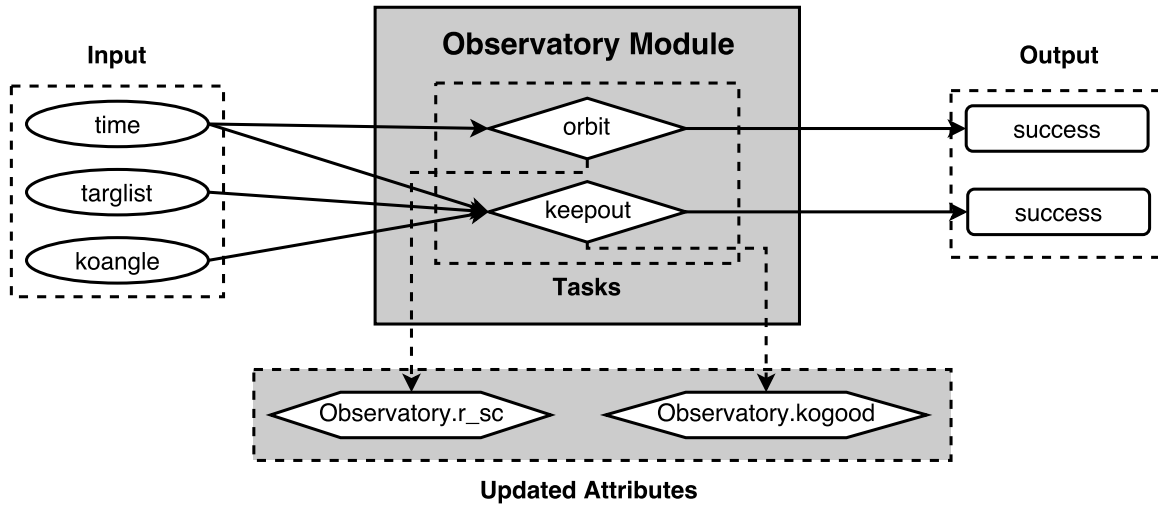 Observatory Module
Input
Output
time
orbit
success
targlist
keepout
success
koangle
Tasks
Observatory.r_sc
Observatory.kogood
Updated Attributes